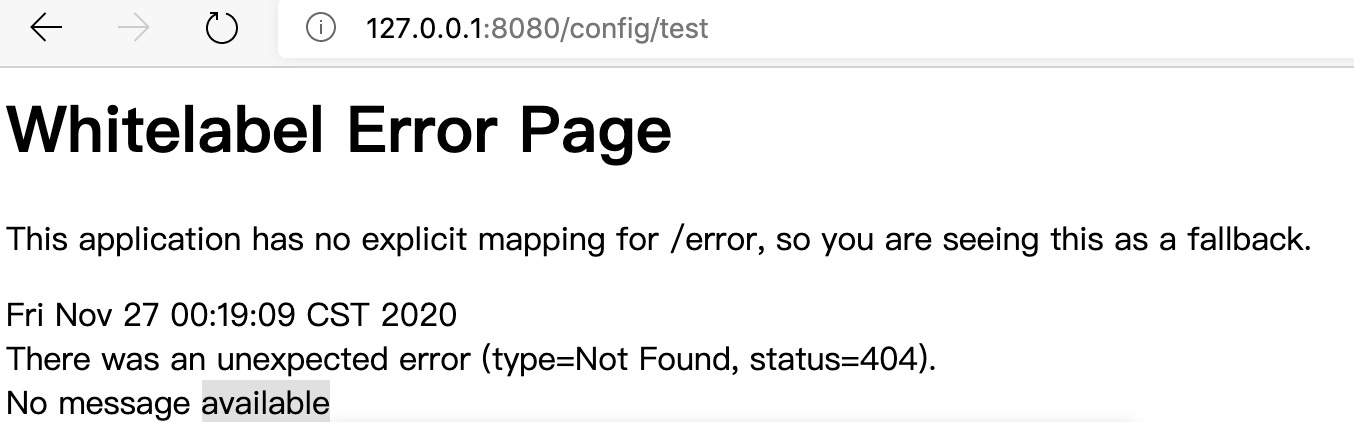 127.0.0.1:8080/config/test
Whitelabel Error Page
This application has no explicit mapping for /error, so you are seeing this as a fallback.
Fri Nov 27 00:19:09 CST 2020
There was an unexpected error (type=Not Found, status=404).
No message available